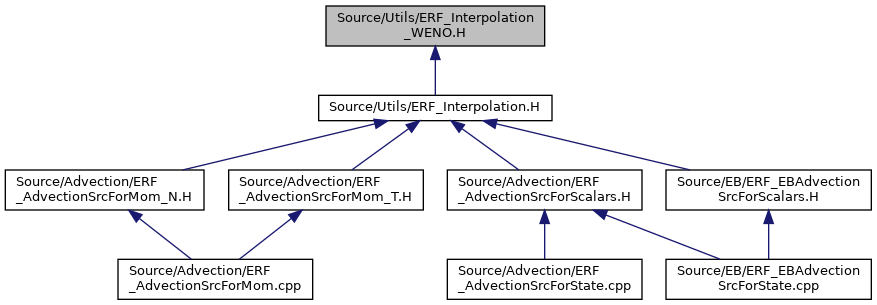 Source/Utils/ERF_Interpolation
_WENO.H
Source/Utils/ERF_Interpolation.H
Source/Advection/ERF
_AdvectionSrcForMom_N.H
Source/Advection/ERF
_AdvectionSrcForMom_T.H
Source/Advection/ERF
_AdvectionSrcForScalars.H
Source/EB/ERF_EBAdvection
SrcForScalars.H
Source/Advection/ERF
_AdvectionSrcForMom.cpp
Source/Advection/ERF
_AdvectionSrcForState.cpp
Source/EB/ERF_EBAdvection
SrcForState.cpp